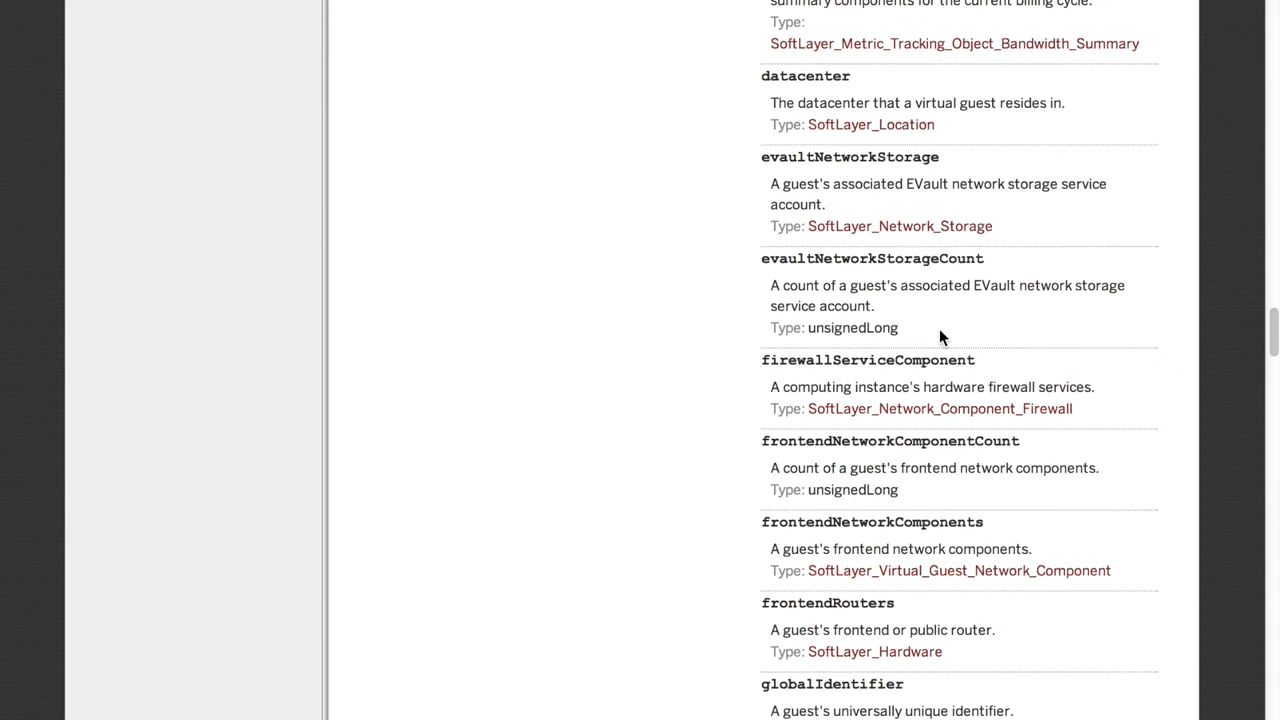 summary components for the current billing cycle.
Type:
SoftLayer_Metric_Tracking_Object_Bandwidth_Summary
datacenter
The datacenter that a virtual guest resides in.
Type: SoftLayer_Location
evaultNetworkStorage
A guest's associated EVault network storage service
account.
Type: SoftLayer_Network_Storage
evaultNetworkStorageCount
A count of a guest's associated EVault network storage
service account.
Type: unsignedLong
firewallServiceComponent
A computing instance's hardware firewall services.
Type: SoftLayer_Network_Component_Firewall
frontendNetworkComponentCount
A count of a guest's frontend network components.
Type: unsignedLong
frontendNetworkComponents
A guest's frontend network components.
Type: SoftLayer_Virtual_Guest_Network_Component
frontendRouters
A guest's frontend or public router.
Type: SoftLayer_Hardware
globalIdentifier
A guest's universally unique identifier.